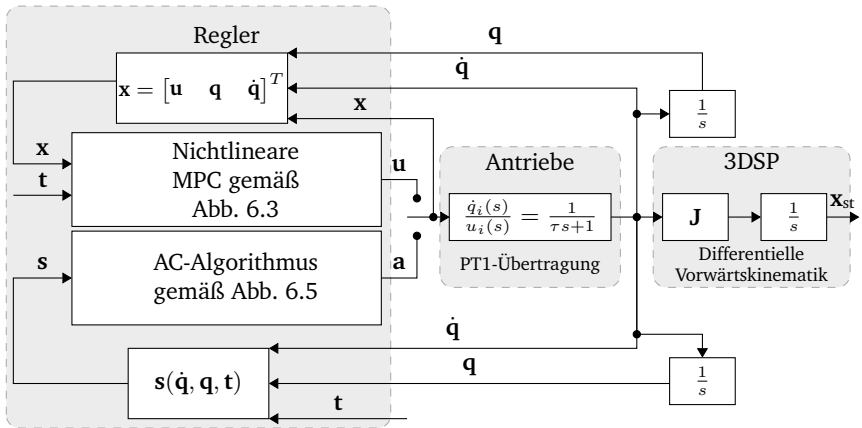 Regler
q
q̇
x = [u q q̇]^T
x
1/s
x
t
Nichtlineare
MPC gemäß
Abb. 6.3
u
Antriebe
q̇_i(s)/u_i(s) = 1/(τs+1)
PT1-Übertragung
3DSP
J
1/s
x_st
Differentielle
Vorwärtskinematik
s
AC-Algorithmus
gemäß Abb. 6.5
a
q̇
q
s(q̇, q, t)
1/s
t